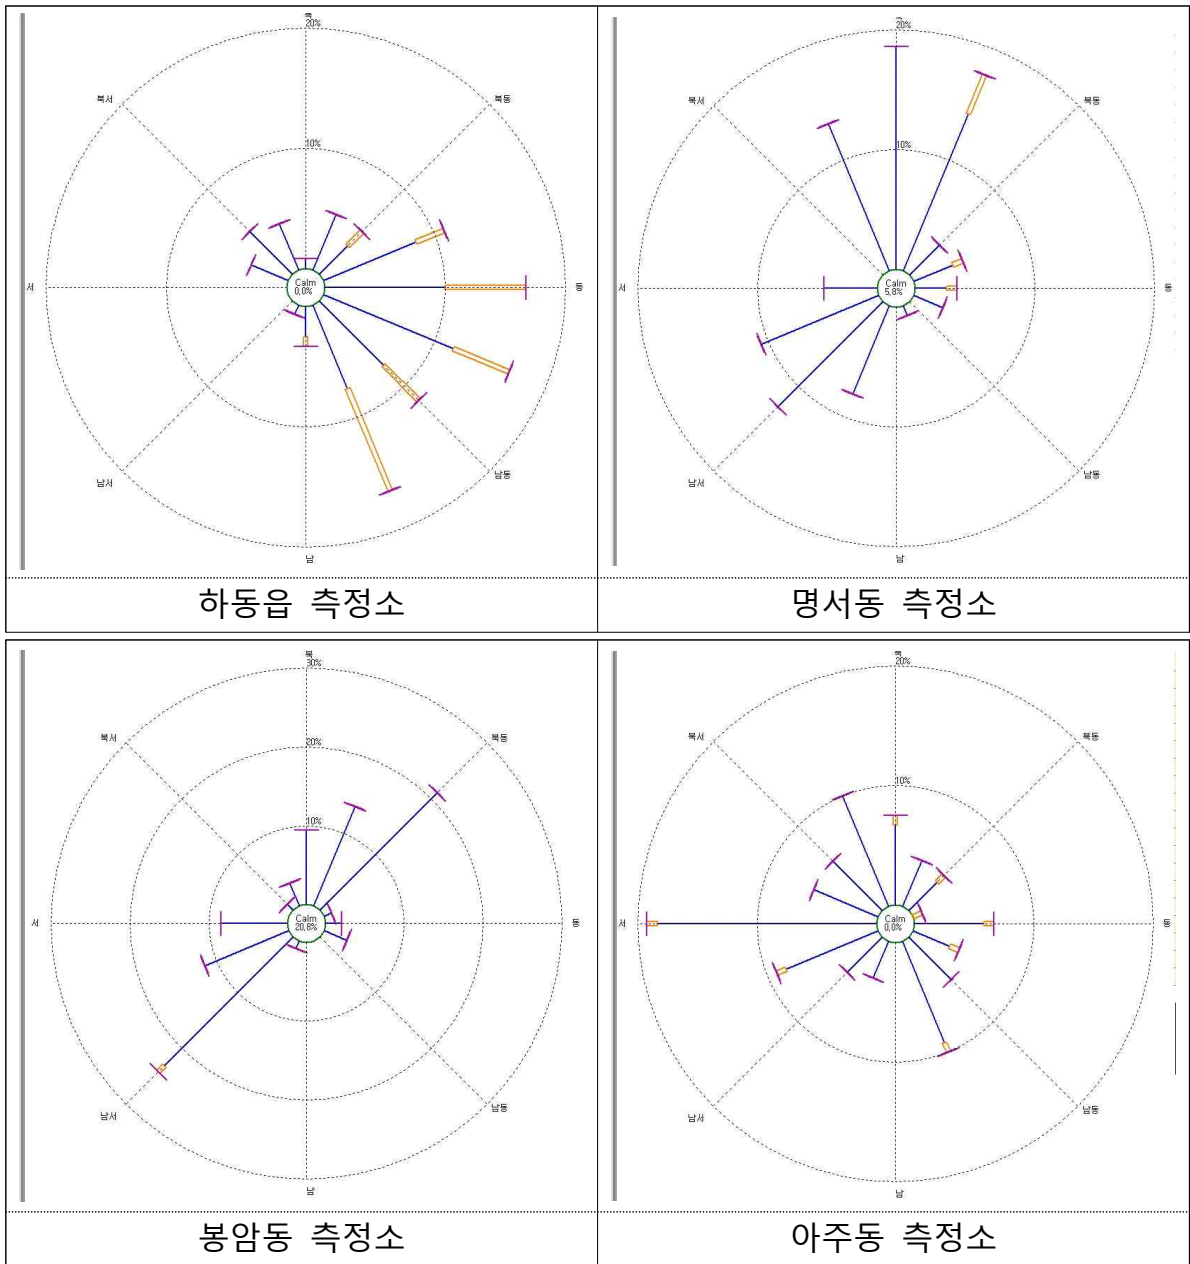 북
20%
북서
북동
10%
서
Calm
0,0%
동
남서
남동
남
하동읍 측정소
북
20%
북서
북동
10%
Calm
5,8%
동
남서
남동
남
명서동 측정소
북
30%
북서
북동
20%
10%
서
Calm
20,8%
동
남서
남동
남
봉암동 측정소
북
20%
북서
북동
10%
서
Calm
0,0%
동
남서
남동
남
아주동 측정소